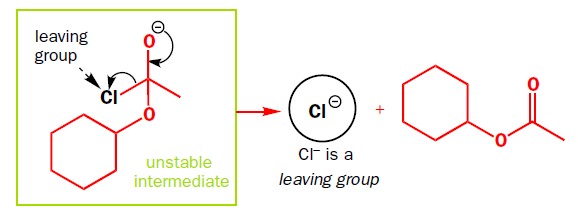 leaving
group
O⊖
Cl
O
unstable
intermediate
Cl⊖
Cl– is a
leaving group
+
O
O